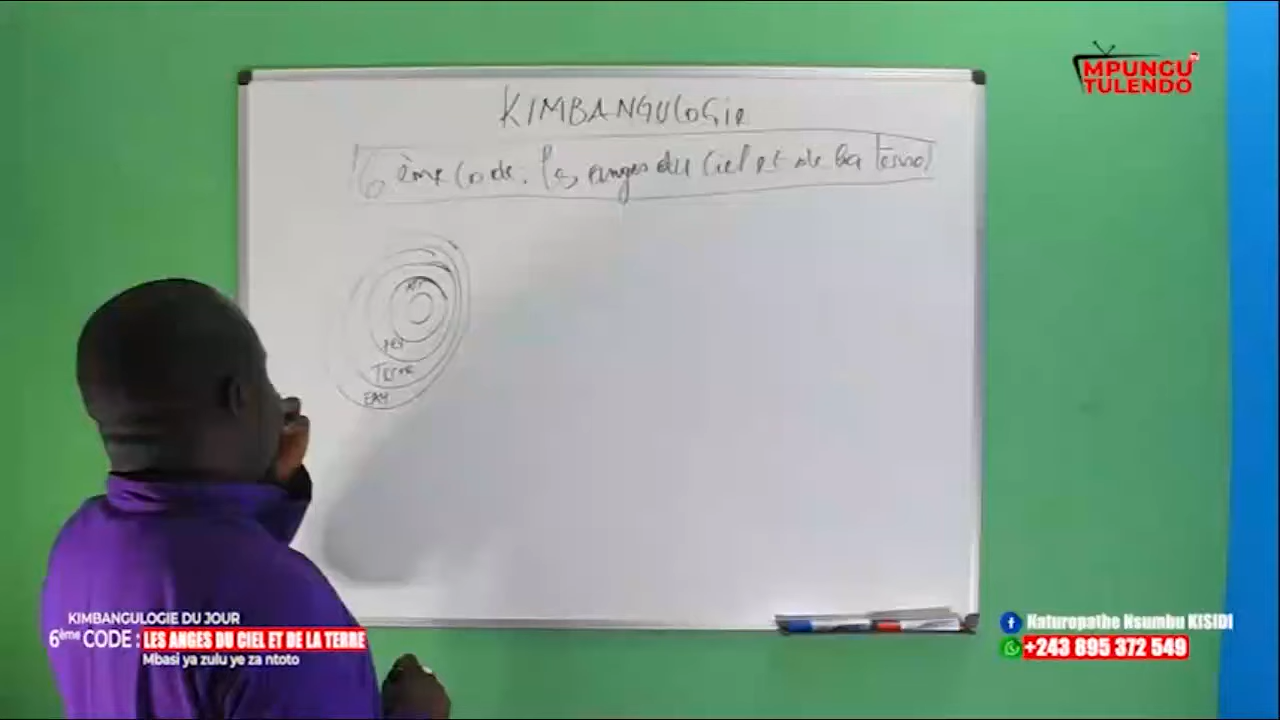 MPUNGU
TULENDO
KIMBANGULOGIE
6ème Code: les anges du Ciel et de la Terre
Terre
EAU
KIMBANGULOGIE DU JOUR
6ème CODE : LES ANGES DU CIEL ET DE LA TERRE
Mbasi ya zulu ye za ntoto
Naturopathe Nsumbu KISIDI
+243 895 372 549